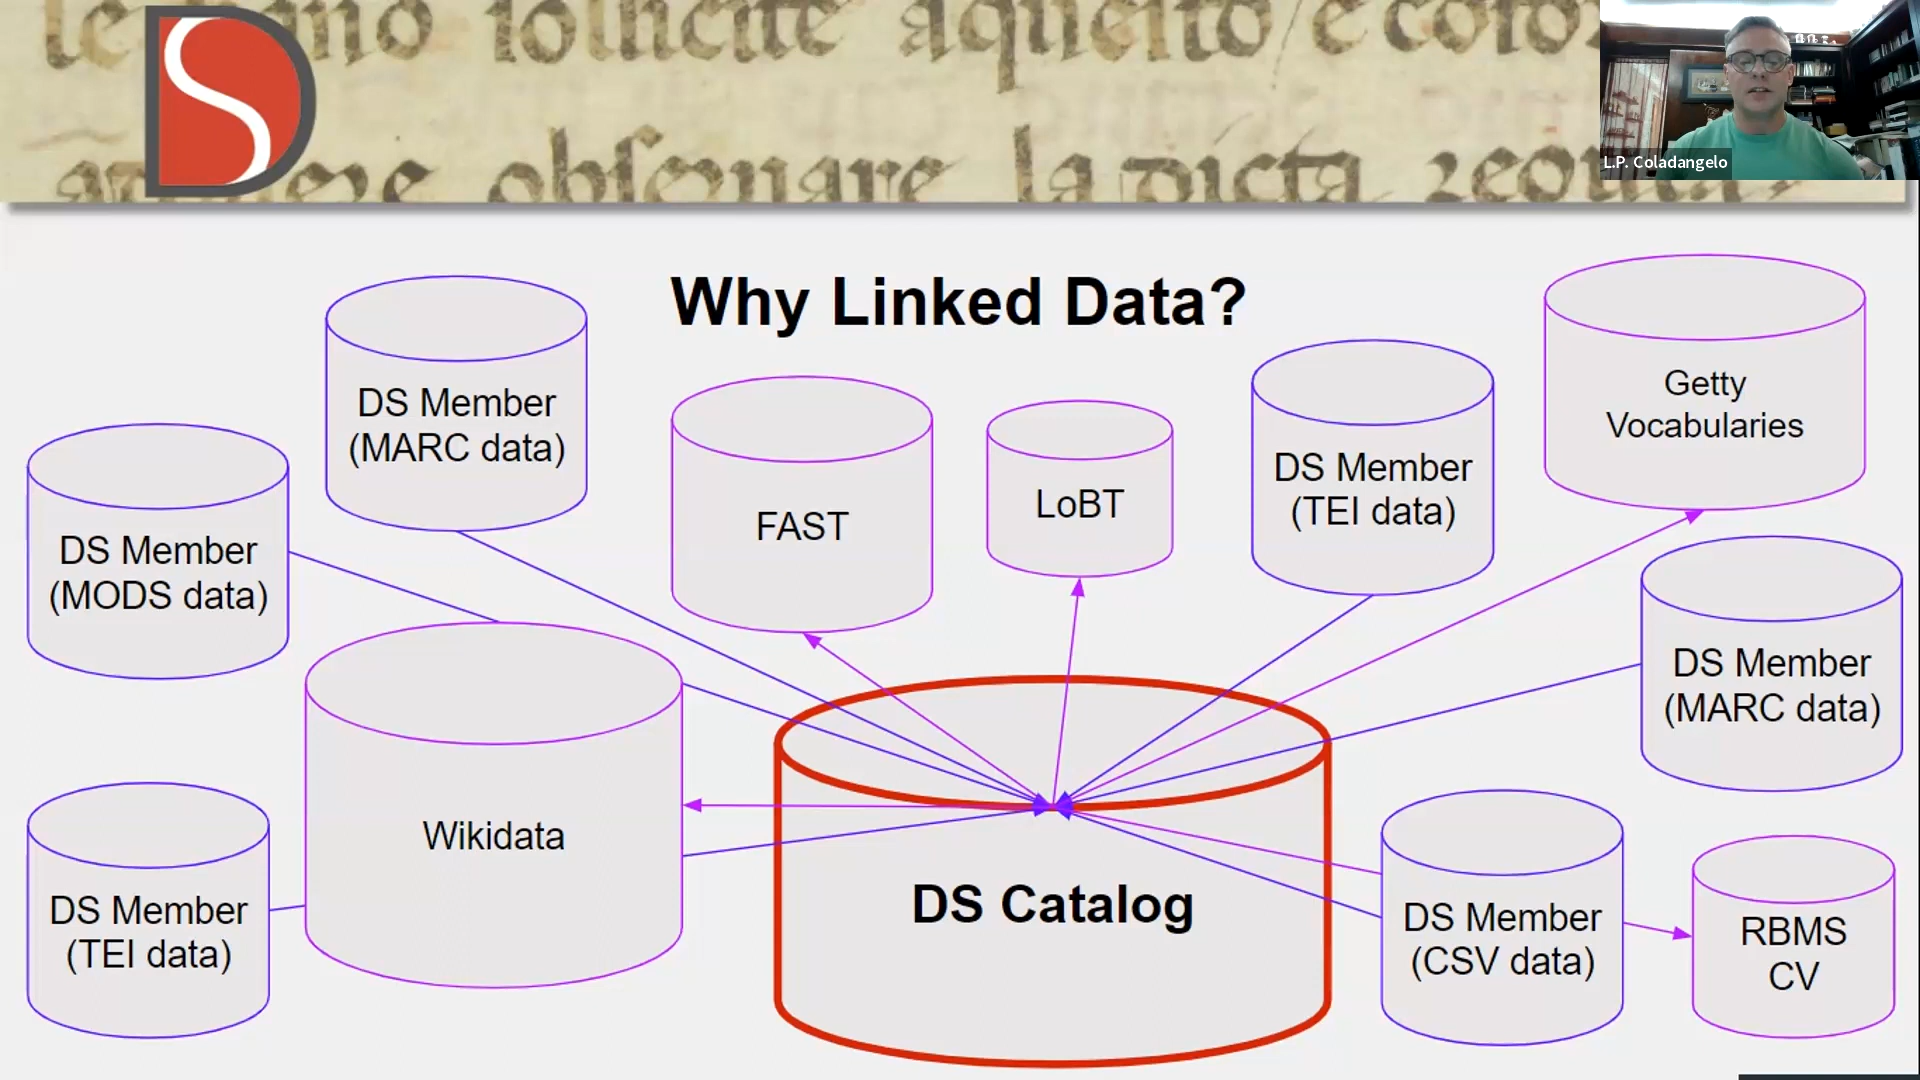 L.P. Coladangelo
Why Linked Data?
DS Member
(MARC data)
Getty
Vocabularies
FAST
LoBT
DS Member
(TEI data)
DS Member
(MODS data)
DS Member
(MARC data)
Wikidata
DS Catalog
DS Member
(TEI data)
DS Member
(CSV data)
RBMS
CV